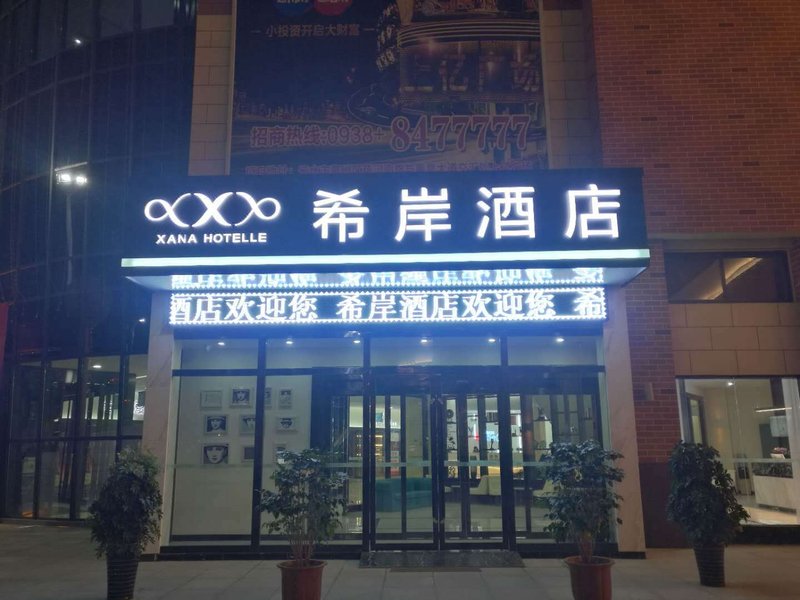 小投资开启大财富
招商热线:0938-8477777
XANA HOTELLE
希岸酒店
酒店欢迎您 希岸酒店欢迎您 希